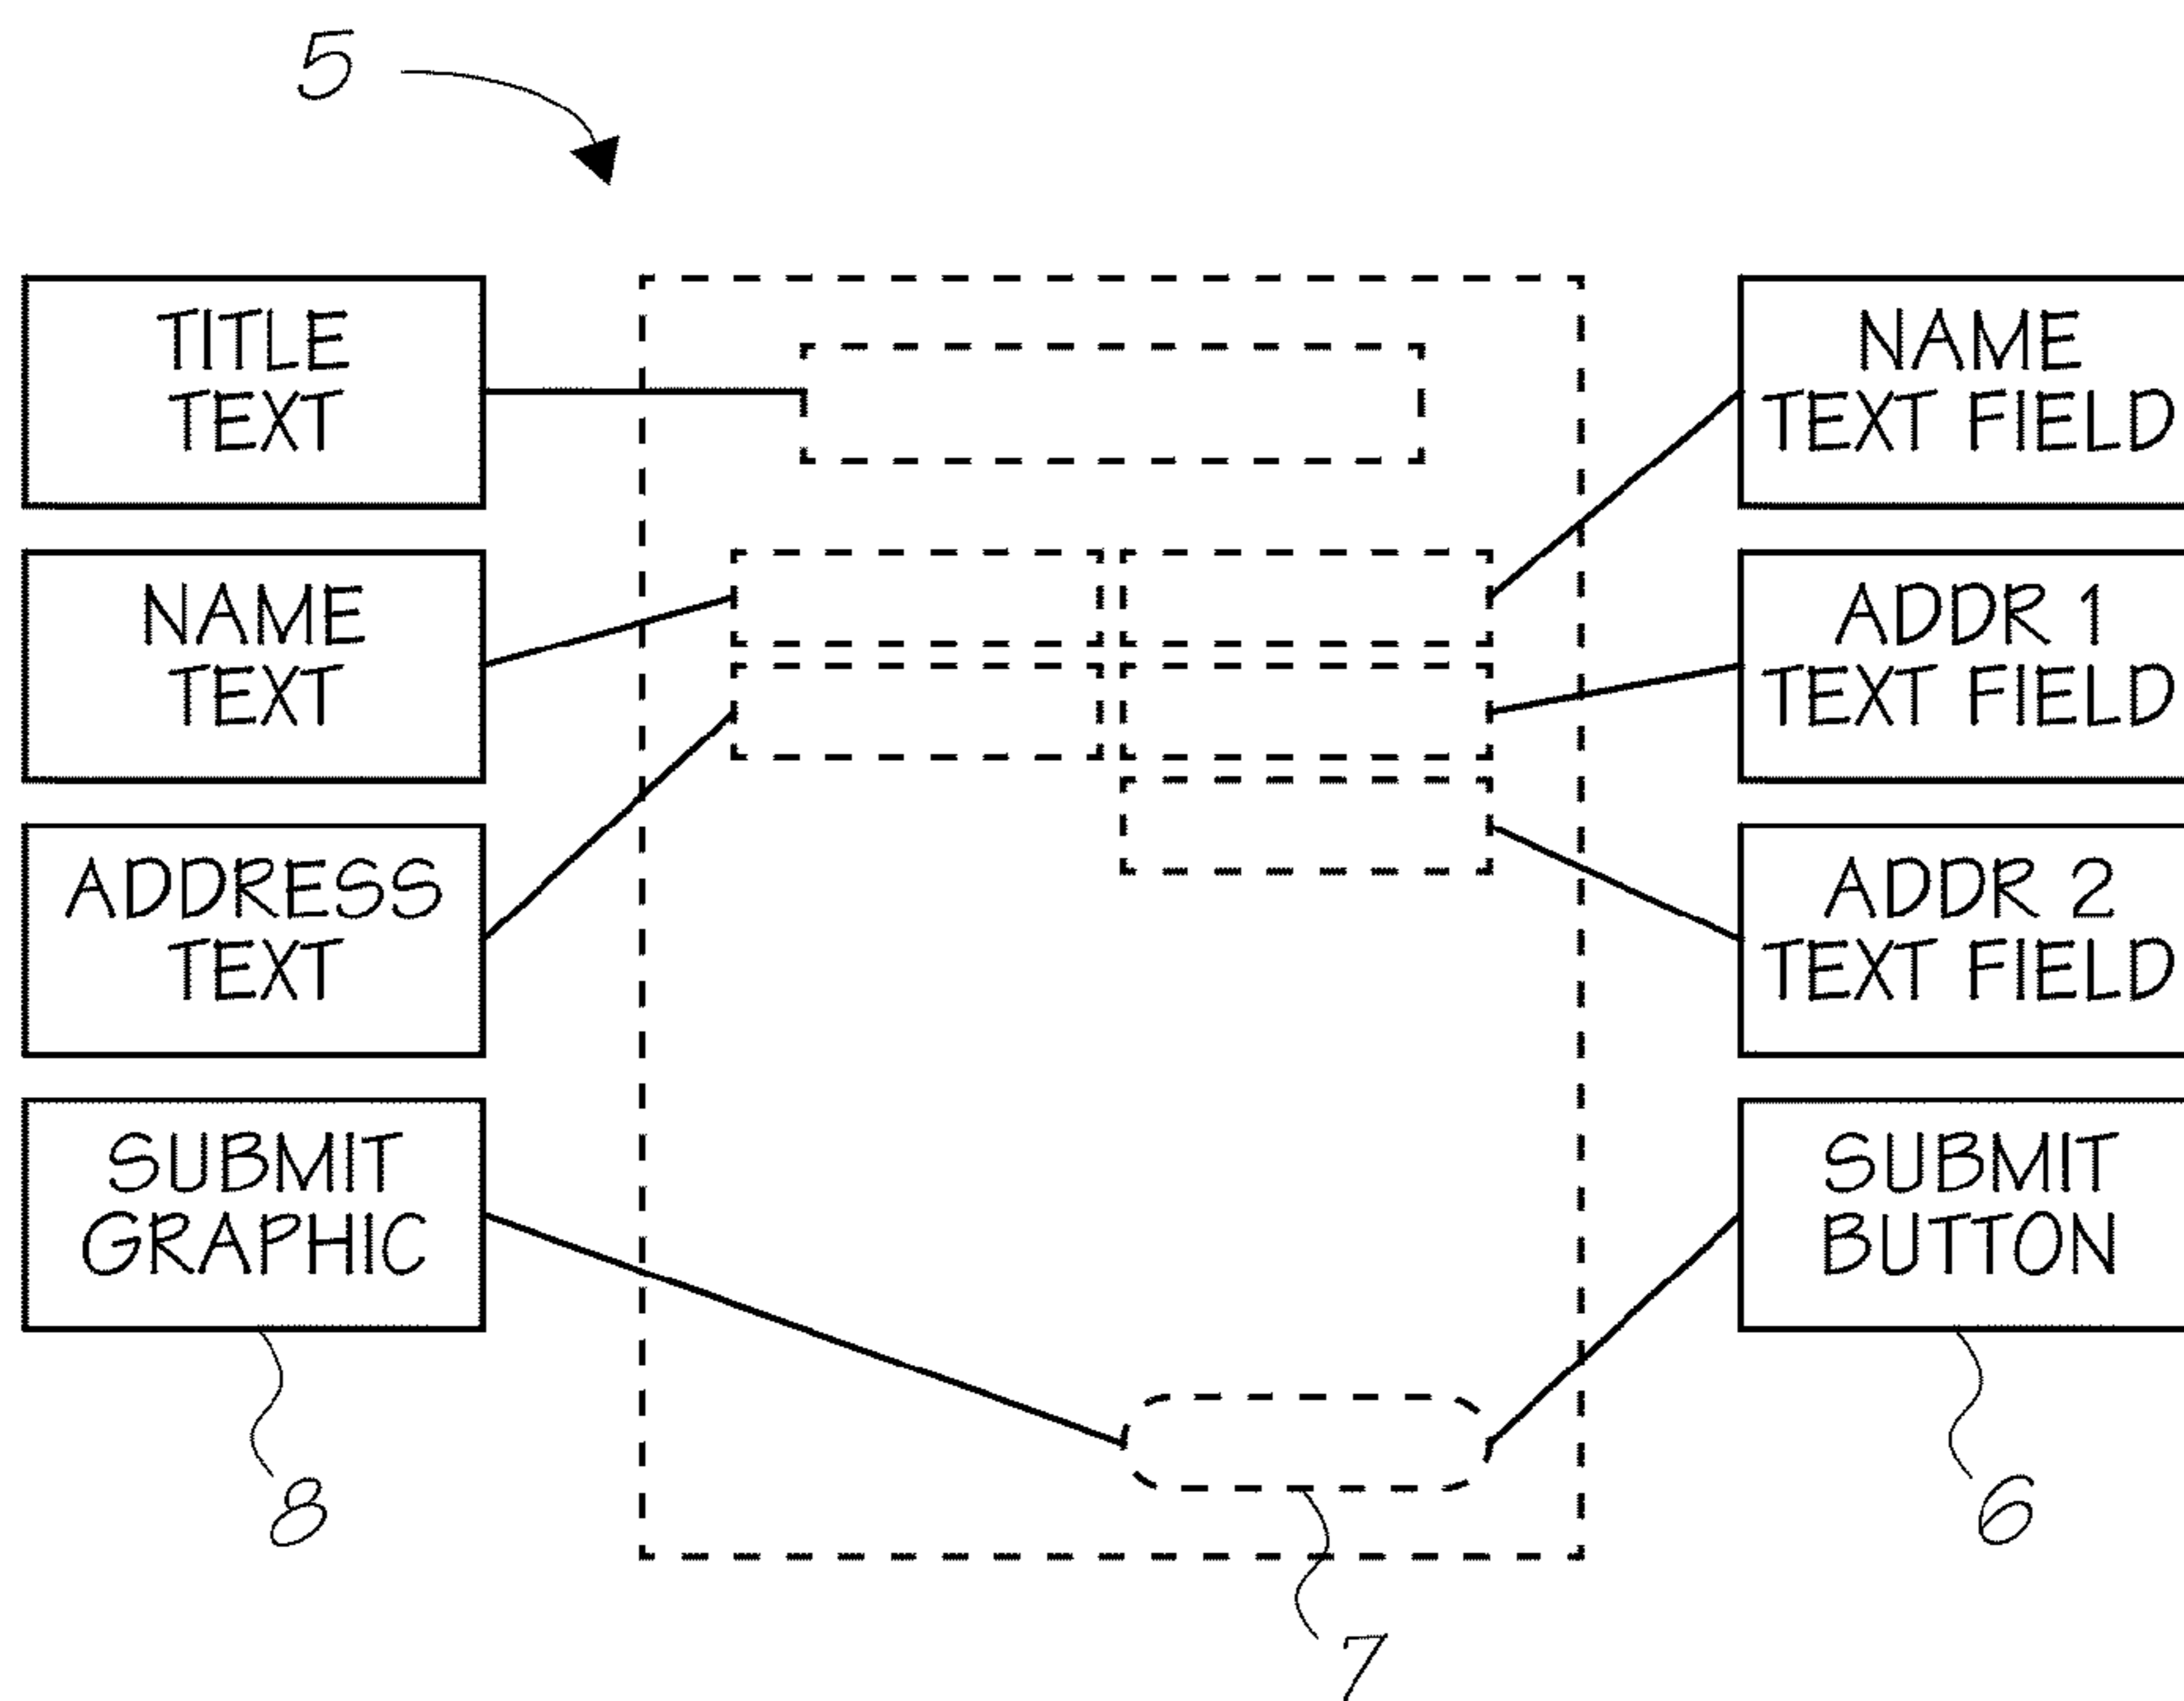 5
TITLE
TEXT
NAME
TEXT FIELD
NAME
TEXT
ADDR 1
TEXT FIELD
ADDRESS
TEXT
ADDR 2
TEXT FIELD
SUBMIT
GRAPHIC
SUBMIT
BUTTON
8
6
7